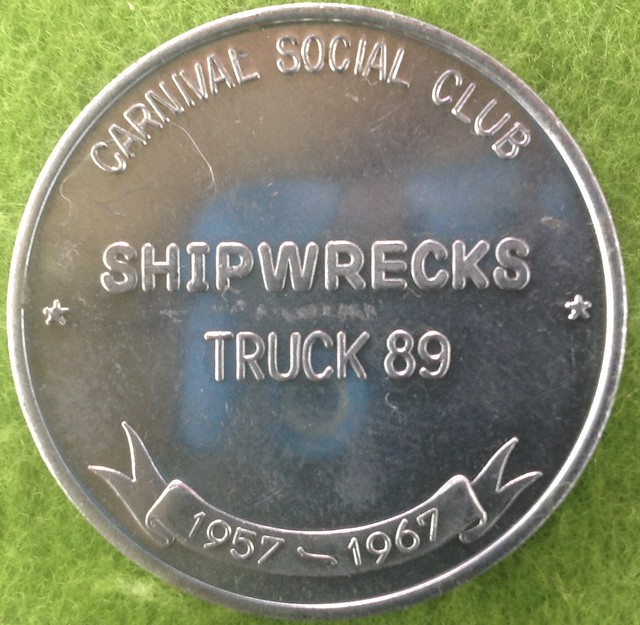 CARNIVAL SOCIAL CLUB
SHIPWRECKS
TRUCK 89
1957 ~ 1967